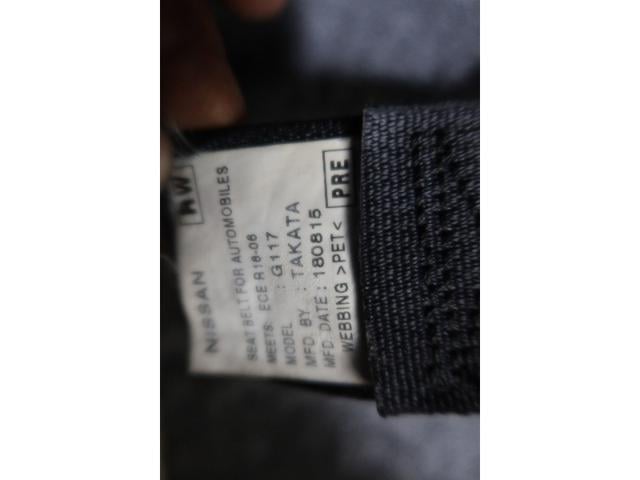 NISSAN RW
SEAT BELT FOR AUTOMOBILES
MEETS: ECE R16-06
MODEL : G117
MFD. BY : TAKATA
MFD. DATE: 180815
WEBBING >PET< PRE